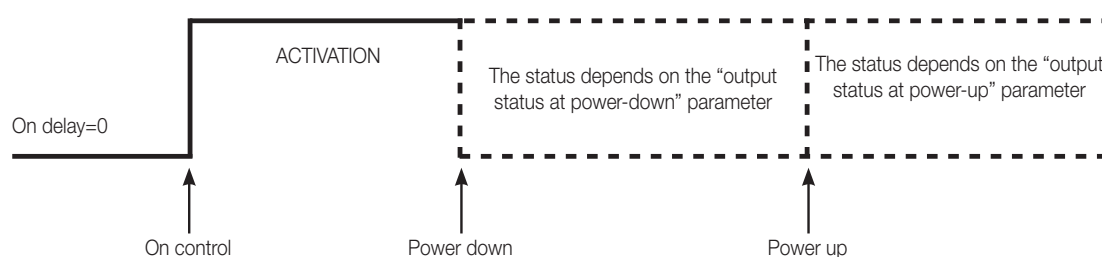 ACTIVATION
The status depends on the “output
status at power-down” parameter
The status depends on the “output
status at power-up” parameter
On delay=0
On control
Power down
Power up